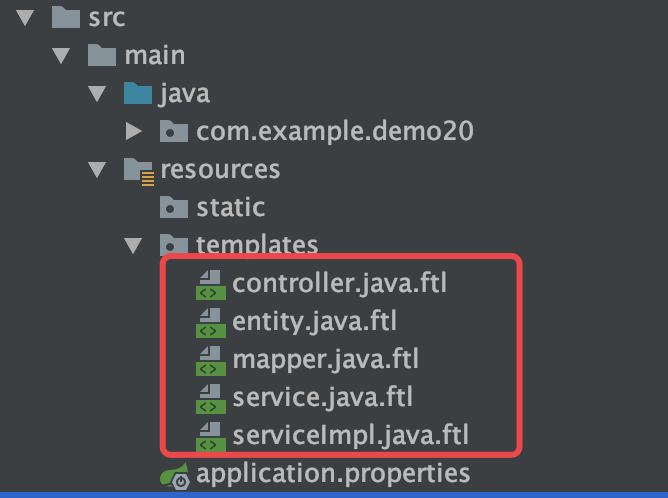 src
main
java
com.example.demo20
resources
static
templates
controller.java.ftl
entity.java.ftl
mapper.java.ftl
service.java.ftl
serviceImpl.java.ftl
application.properties